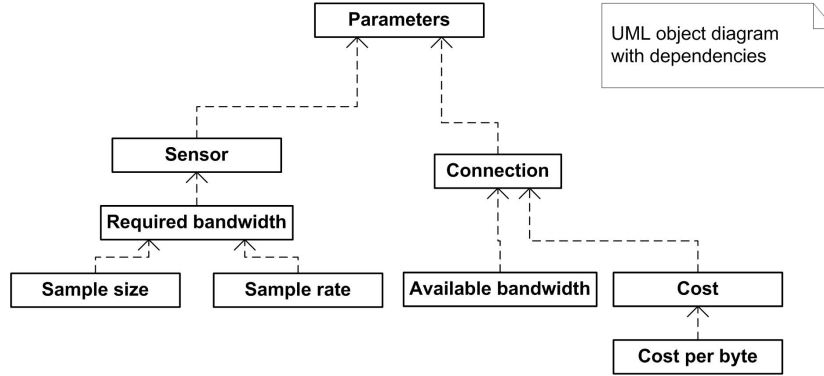 Parameters
UML object diagram
with dependencies
Sensor
Connection
Required bandwidth
Sample size
Sample rate
Available bandwidth
Cost
Cost per byte